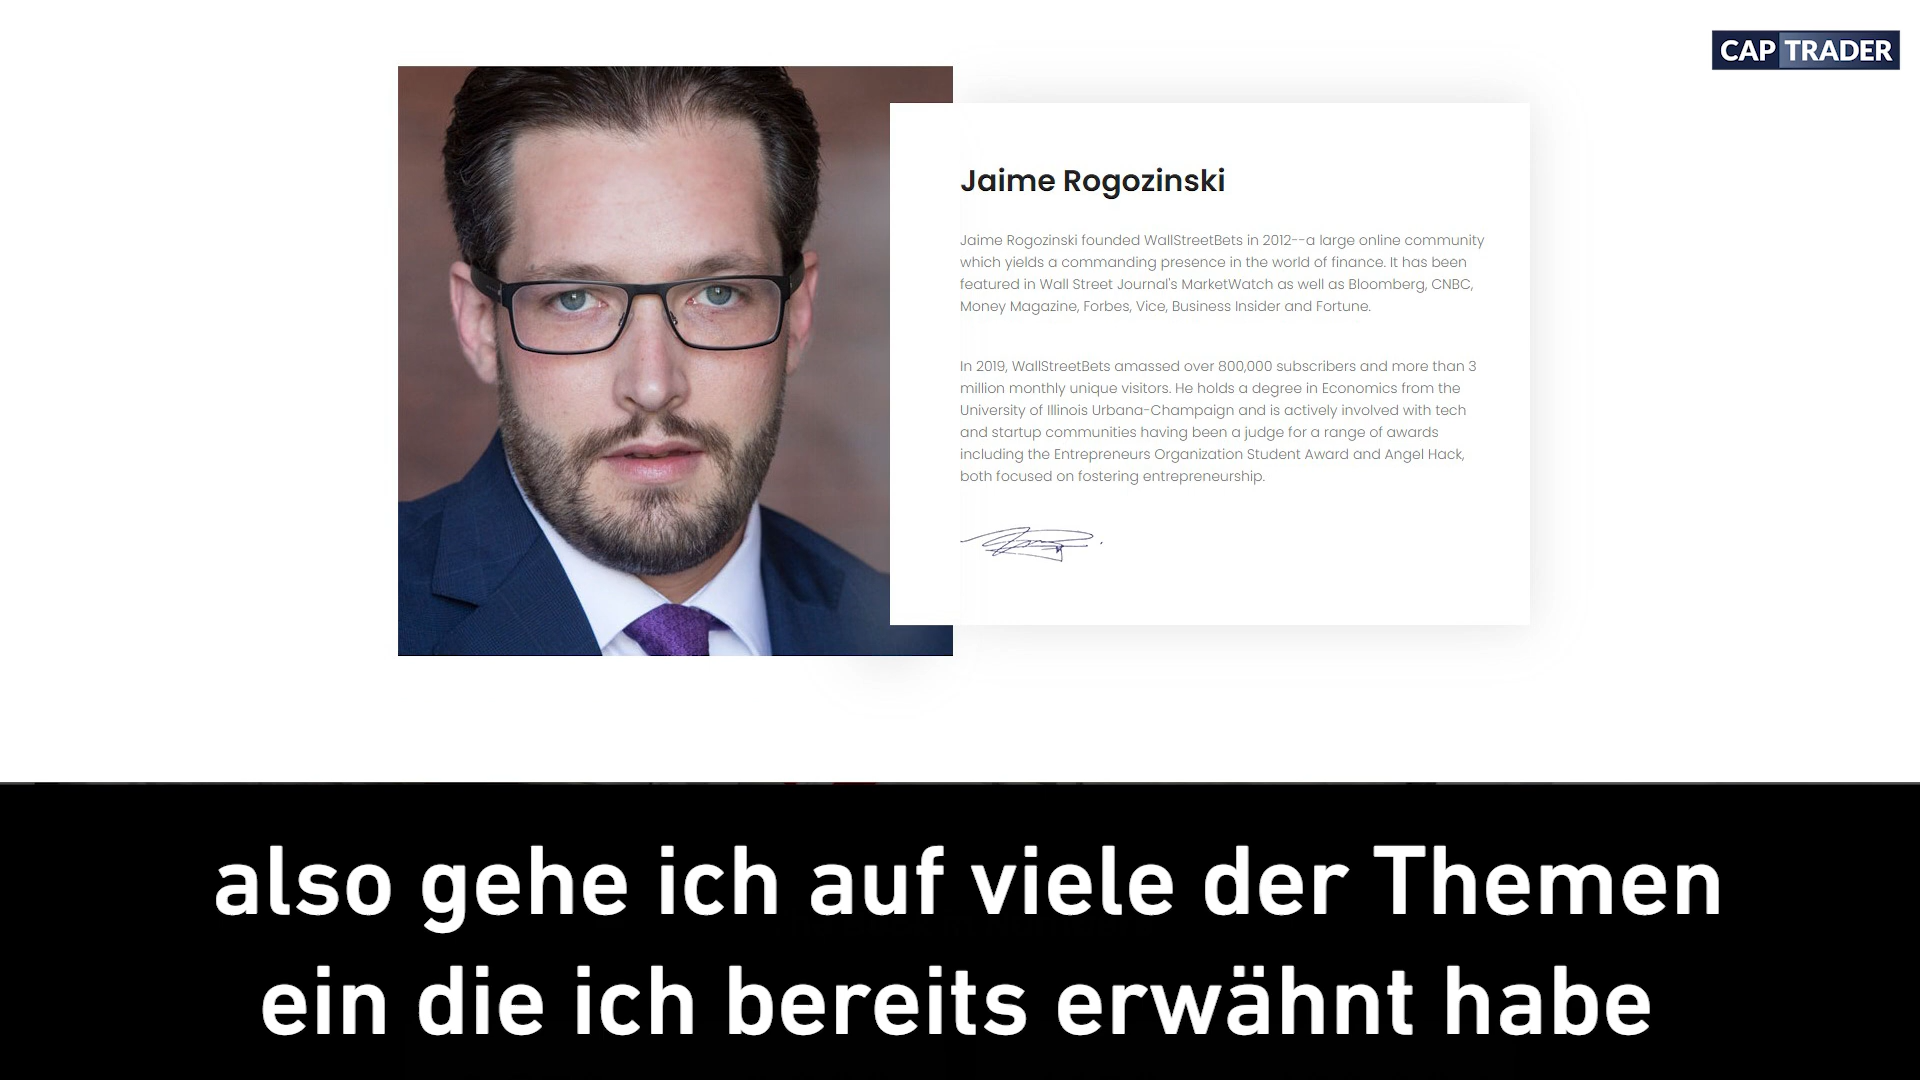 CAP TRADER
Jaime Rogozinski
Jaime Rogozinski founded WallStreetBets in 2012--a large online community
which yields a commanding presence in the world of finance. It has been
featured in Wall Street Journal's MarketWatch as well as Bloomberg, CNBC,
Money Magazine, Forbes, Vice, Business Insider and Fortune.
In 2019, WallStreetBets amassed over 800,000 subscribers and more than 3
million monthly unique visitors. He holds a degree in Economics from the
University of Illinois Urbana-Champaign and is actively involved with tech
and startup communities having been a judge for a range of awards
including the Entrepreneurs Organization Student Award and Angel Hack,
both focused on fostering entrepreneurship.
also gehe ich auf viele der Themen
ein die ich bereits erwähnt habe